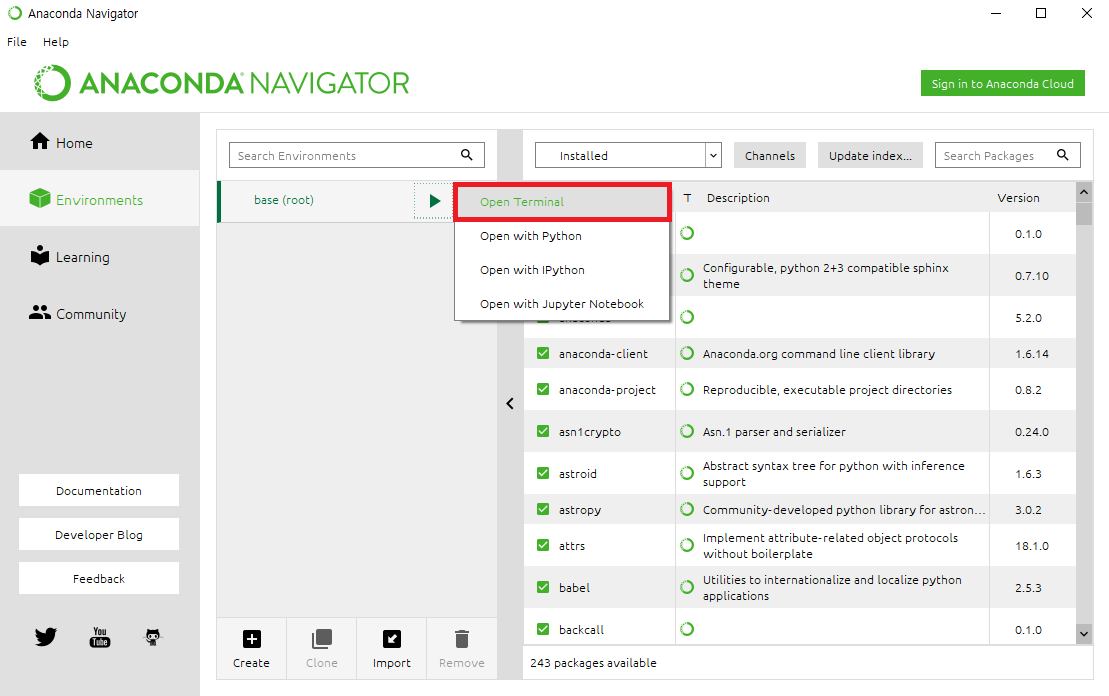 Anaconda Navigator
File Help
ANACONDA NAVIGATOR
Sign in to Anaconda Cloud
Home
Environments
Learning
Community
Documentation
Developer Blog
Feedback
You
Tube
Search Environments
base (root)
Open Terminal
Open with Python
Open with IPython
Open with Jupyter Notebook
Create
Clone
Import
Remove
Installed
Channels
Update index...
Search Packages
T Description Version
0.1.0
Configurable, python 2+3 compatible sphinx
theme
0.7.10
5.2.0
anaconda-client Anaconda.org command line client library 1.6.14
anaconda-project Reproducible, executable project directories 0.8.2
asn1crypto Asn.1 parser and serializer 0.24.0
astroid Abstract syntax tree for python with inference
support
1.6.3
astropy Community-developed python library for astron... 3.0.2
attrs Implement attribute-related object protocols
without boilerplate
18.1.0
babel Utilities to internationalize and localize python
applications
2.5.3
backcall 0.1.0
243 packages available